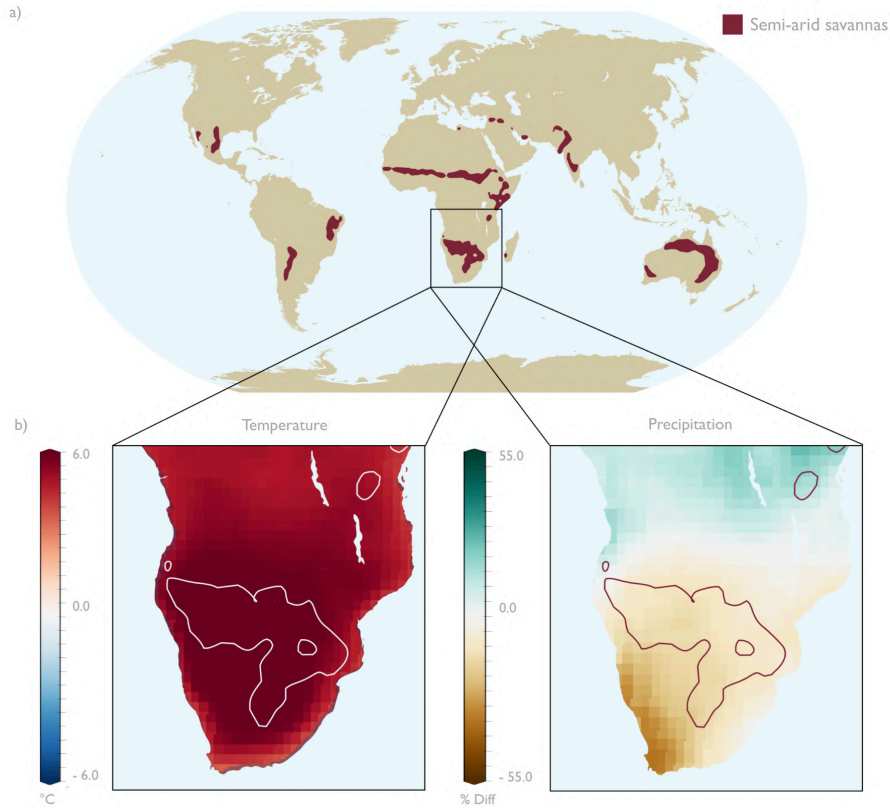 a)
Semi-arid savannas
b)
Temperature
Precipitation
6.0
0.0
- 6.0
°C
55.0
0.0
- 55.0
% Diff